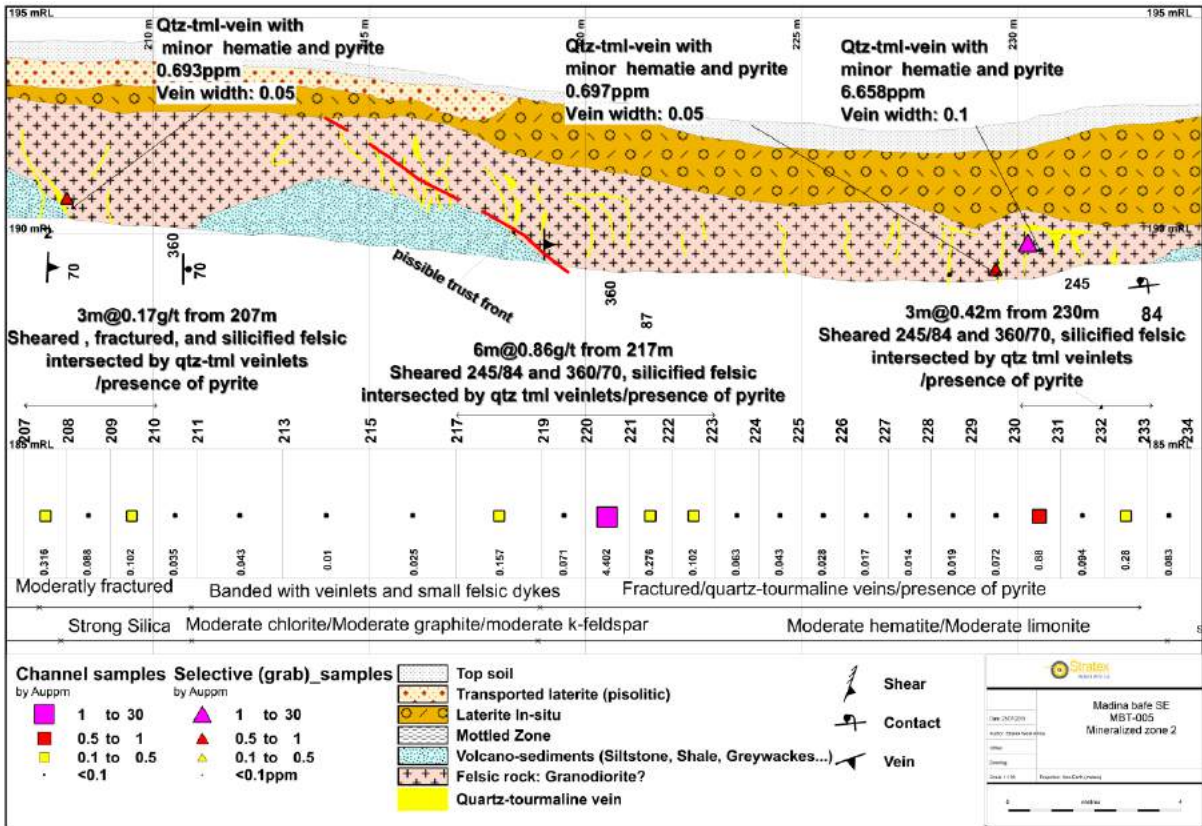 195 mRL
210 m
215 m
220 m
225 m
230 m
195 mRL
Qtz-tml-vein with
minor hematie and pyrite
0.693ppm
Vein width: 0.05
Qtz-tml-vein with
minor hematie and pyrite
0.697ppm
Vein width: 0.05
Qtz-tml-vein with
minor hematie and pyrite
6.658ppm
Vein width: 0.1
190 mRL
190 mRL
2
70
360
70
pissible trust front
360
87
245
84
3m@0.17g/t from 207m
Sheared , fractured, and silicified felsic
intersected by qtz-tml veinlets
/presence of pyrite
6m@0.86g/t from 217m
Sheared 245/84 and 360/70, silicified felsic
intersected by qtz tml veinlets/presence of pyrite
3m@0.42m from 230m
Sheared 245/84 and 360/70, silicified felsic
intersected by qtz tml veinlets
/presence of pyrite
207 208 209 210 211 213 215 217 219 220 221 222 223 224 225 226 227 228 229 230 231 232 233 234
185 mRL
185 mRL
0.316 0.088 0.102 0.035 0.043 0.01 0.025 0.157 0.071 4.402 0.276 0.102 0.063 0.043 0.028 0.017 0.014 0.019 0.072 0.88 0.094 0.28 0.083
Moderatly fractured
Banded with veinlets and small felsic dykes
Fractured/quartz-tourmaline veins/presence of pyrite
Strong Silica
Moderate chlorite/Moderate graphite/moderate k-feldspar
Moderate hematite/Moderate limonite
s
Channel samples
by Auppm
1 to 30
0.5 to 1
0.1 to 0.5
<0.1
Selective (grab)_samples
by Auppm
1 to 30
0.5 to 1
0.1 to 0.5
<0.1ppm
Top soil
Transported laterite (pisolitic)
Laterite In-situ
Mottled Zone
Volcano-sediments (Siltstone, Shale, Greywackes...)
Felsic rock: Granodiorite?
Quartz-tourmaline vein
Shear
Contact
Vein
Stratex
Madina bafe SE
MBT-005
Mineralized zone 2
0 metres 4